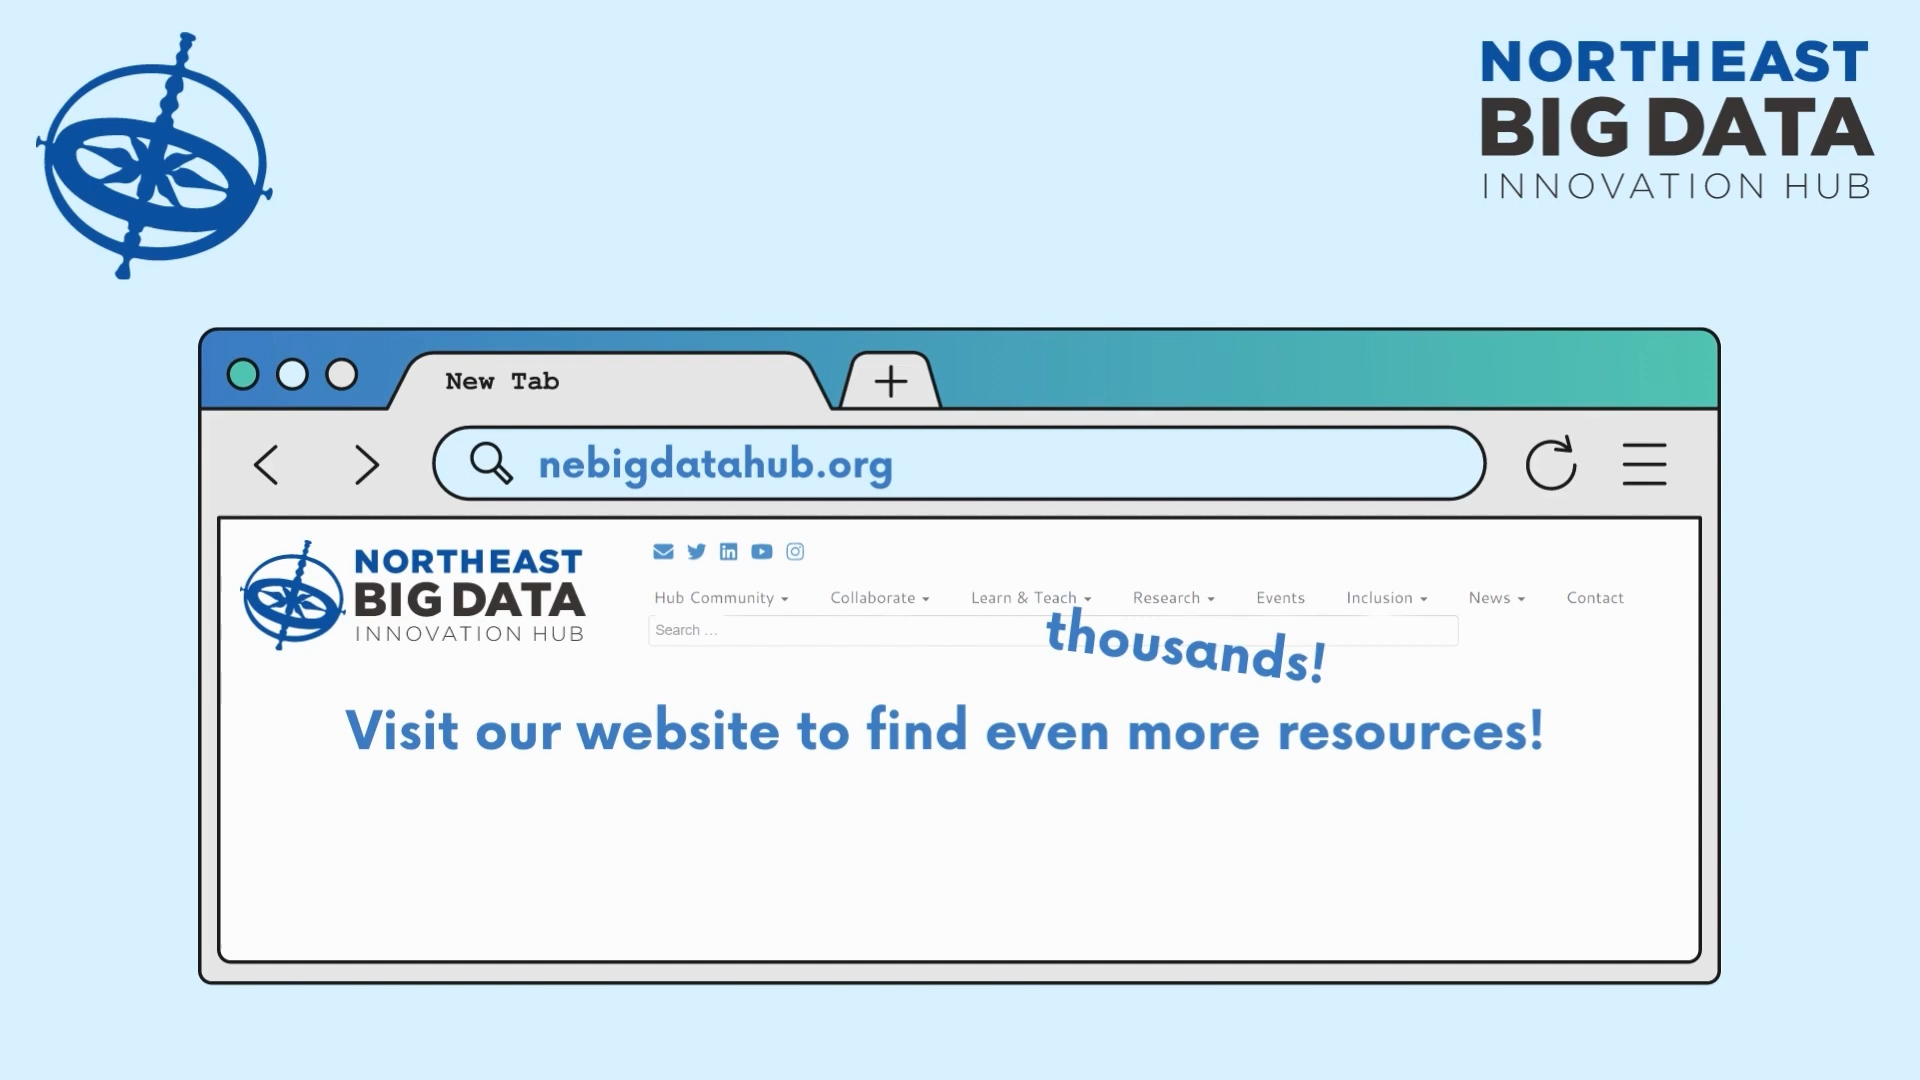 NORTHEAST
BIG DATA
INNOVATION HUB
New Tab
nebigdatahub.org
NORTHEAST
BIG DATA
INNOVATION HUB
Hub Community Collaborate Learn & Teach Research Events Inclusion News Contact
Search ...
thousands!
Visit our website to find even more resources!